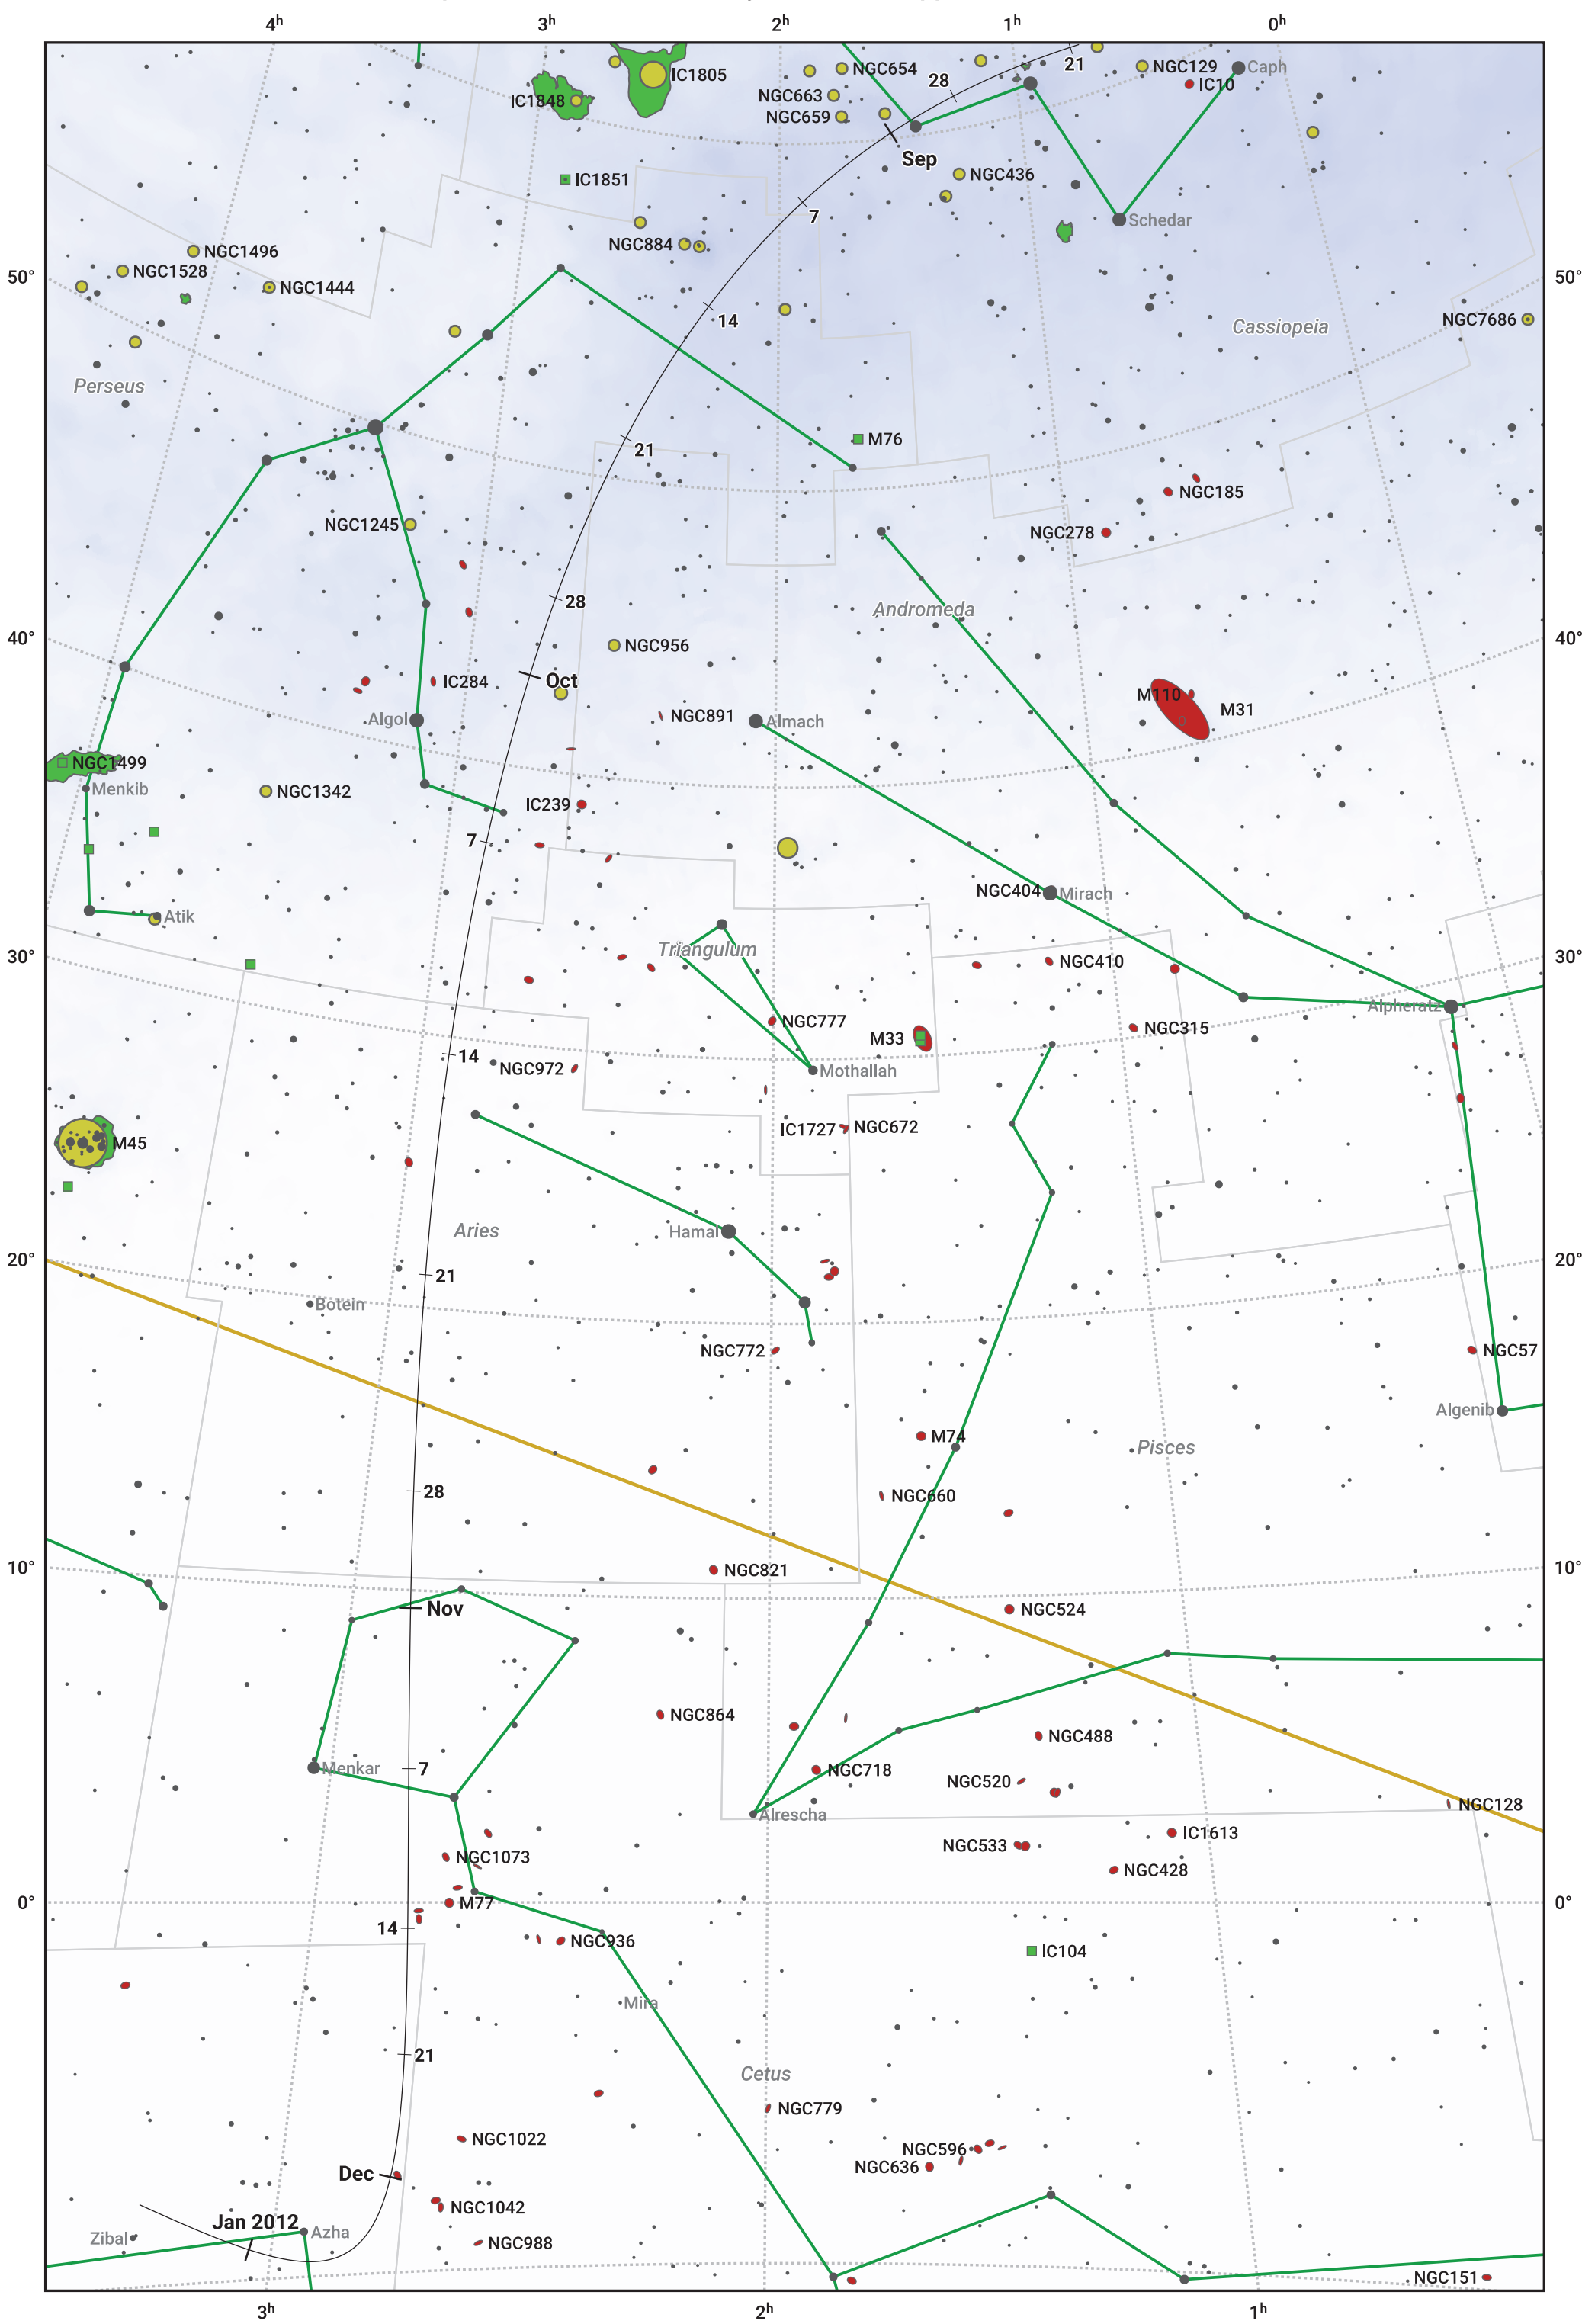 4h 3h 2h 1h 0h
21
IC1805 NGC654 NGC129 Caph
28 IC10
IC1848 NGC663
NGC659
Sep
IC1851 NGC436
7 Schedar
NGC884
NGC1496
NGC1528
50° 50°
NGC1444
14 NGC7686
Cassiopeia
Perseus
21 M76
NGC185
NGC1245 NGC278
28 Andromeda
40° NGC956 40°
IC284 Oct M110
M31
Algol NGC891 Almach
NGC1499
Menkib NGC1342
IC239
7
NGC404 Mirach
Atik
Triangulum
30° NGC410 30°
Alpheratz
NGC777 NGC315
M33
14
NGC972 Mothallah
IC1727 NGC672
M45
Aries Hamal
20° 20°
21
Botein
NGC772 NGC57
Algenib
M74
Pisces
28 NGC660
10° NGC821 10°
Nov NGC524
NGC864
NGC488
7 Menkar NGC718
NGC520
Alrescha NGC128
NGC533 IC1613
NGC1073 NGC428
0° M77 0°
14
NGC936 IC104
Mira
21
Cetus
NGC779
NGC1022 NGC596
Dec NGC636
NGC1042
Jan 2012
Zibal Azha
NGC988
NGC151
3h 2h 1h